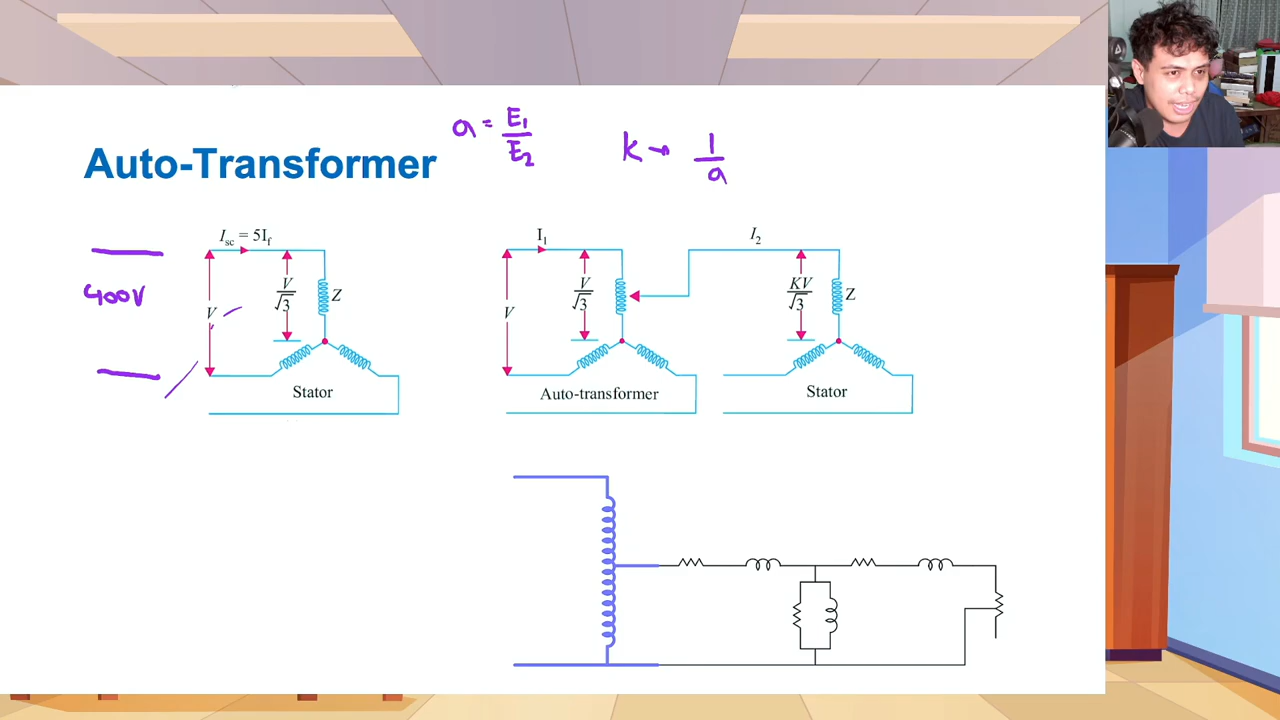 a = E₁/E₂
K → 1/a
Auto-Transformer
400V
Isc = 5If
V
V/√3
Z
Stator
I₁
V
V/√3
Auto-transformer
I₂
KV/√3
Z
Stator